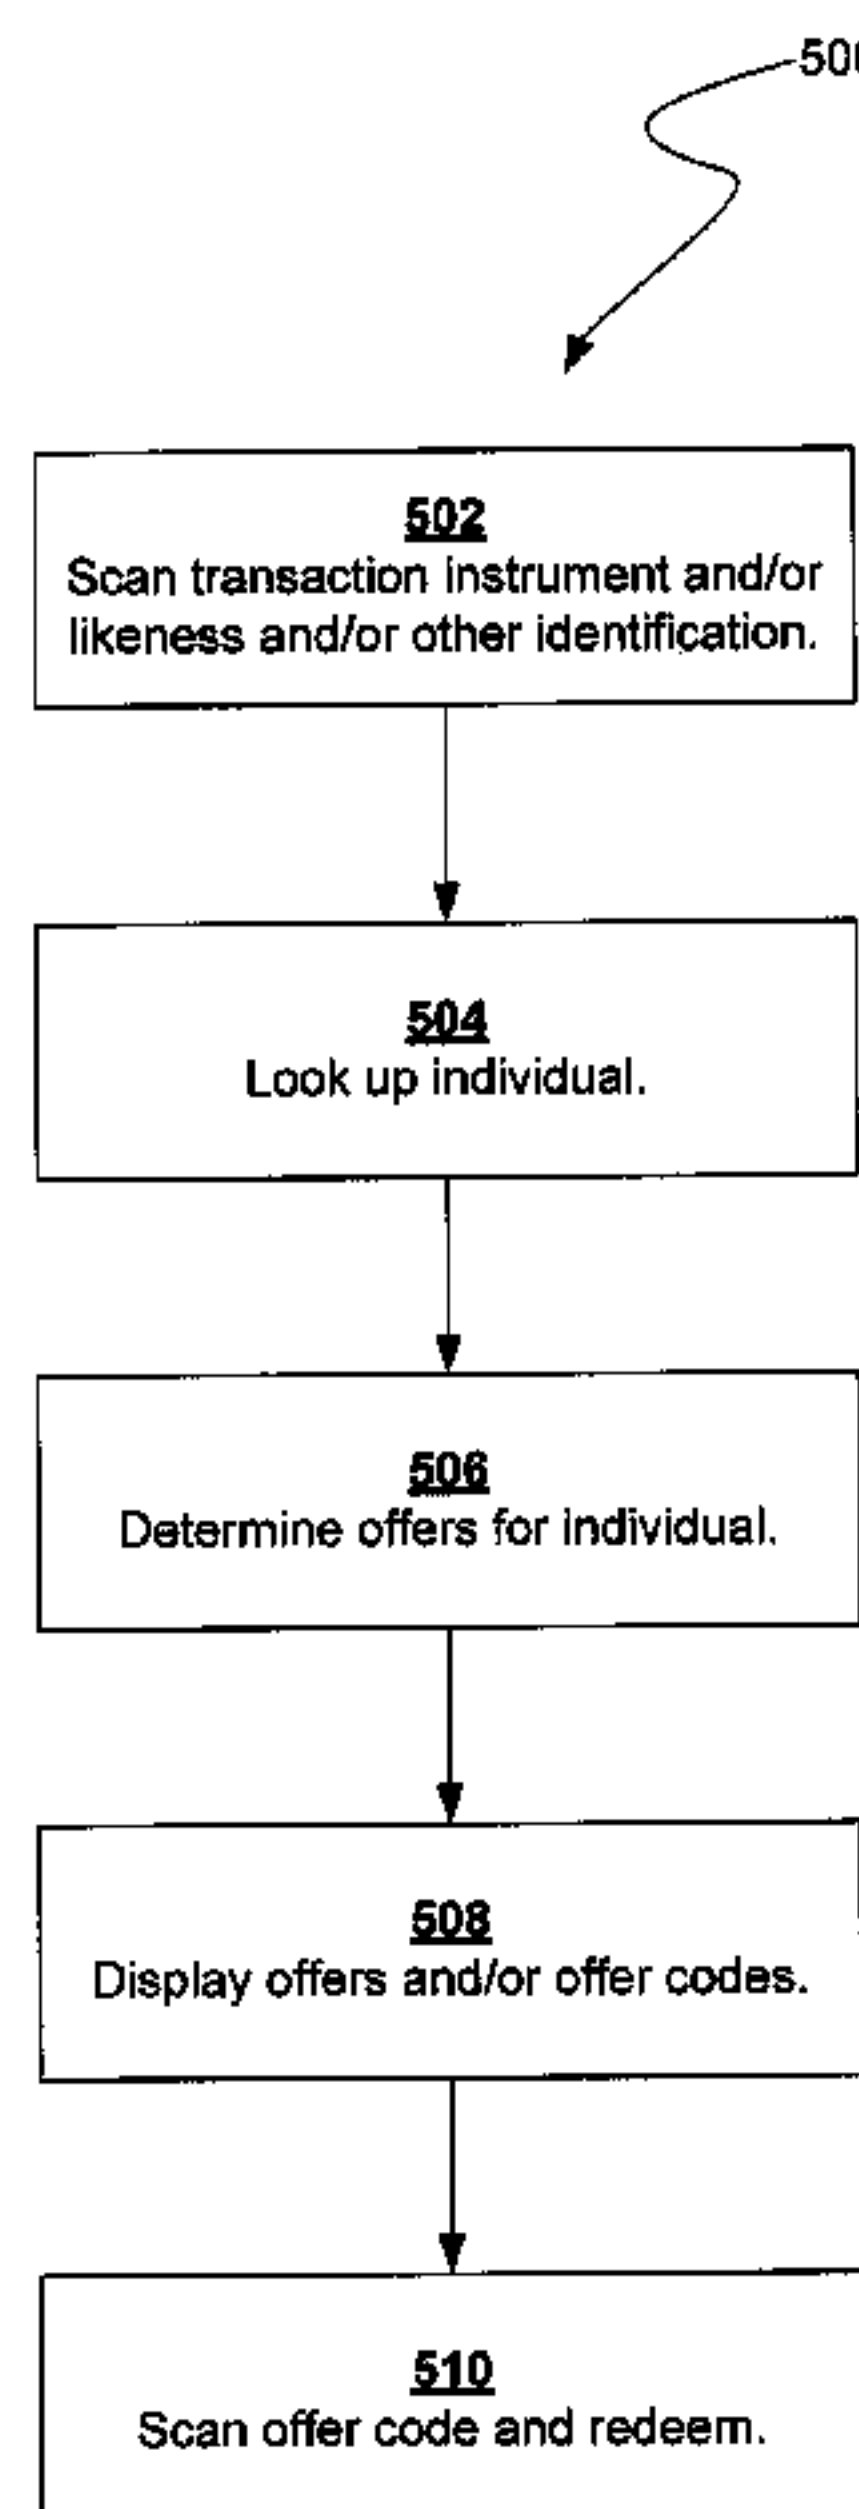 500
502
Scan transaction instrument and/or
likeness and/or other identification.
504
Look up individual.
506
Determine offers for individual.
508
Display offers and/or offer codes.
510
Scan offer code and redeem.